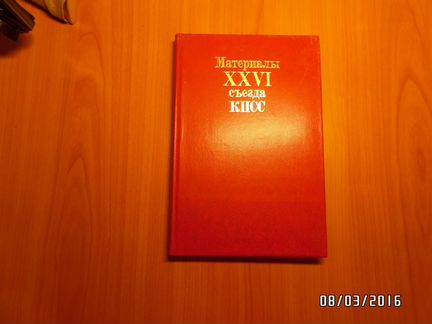 Материалы
XXVI
съезда
КПСС
08/03/2016